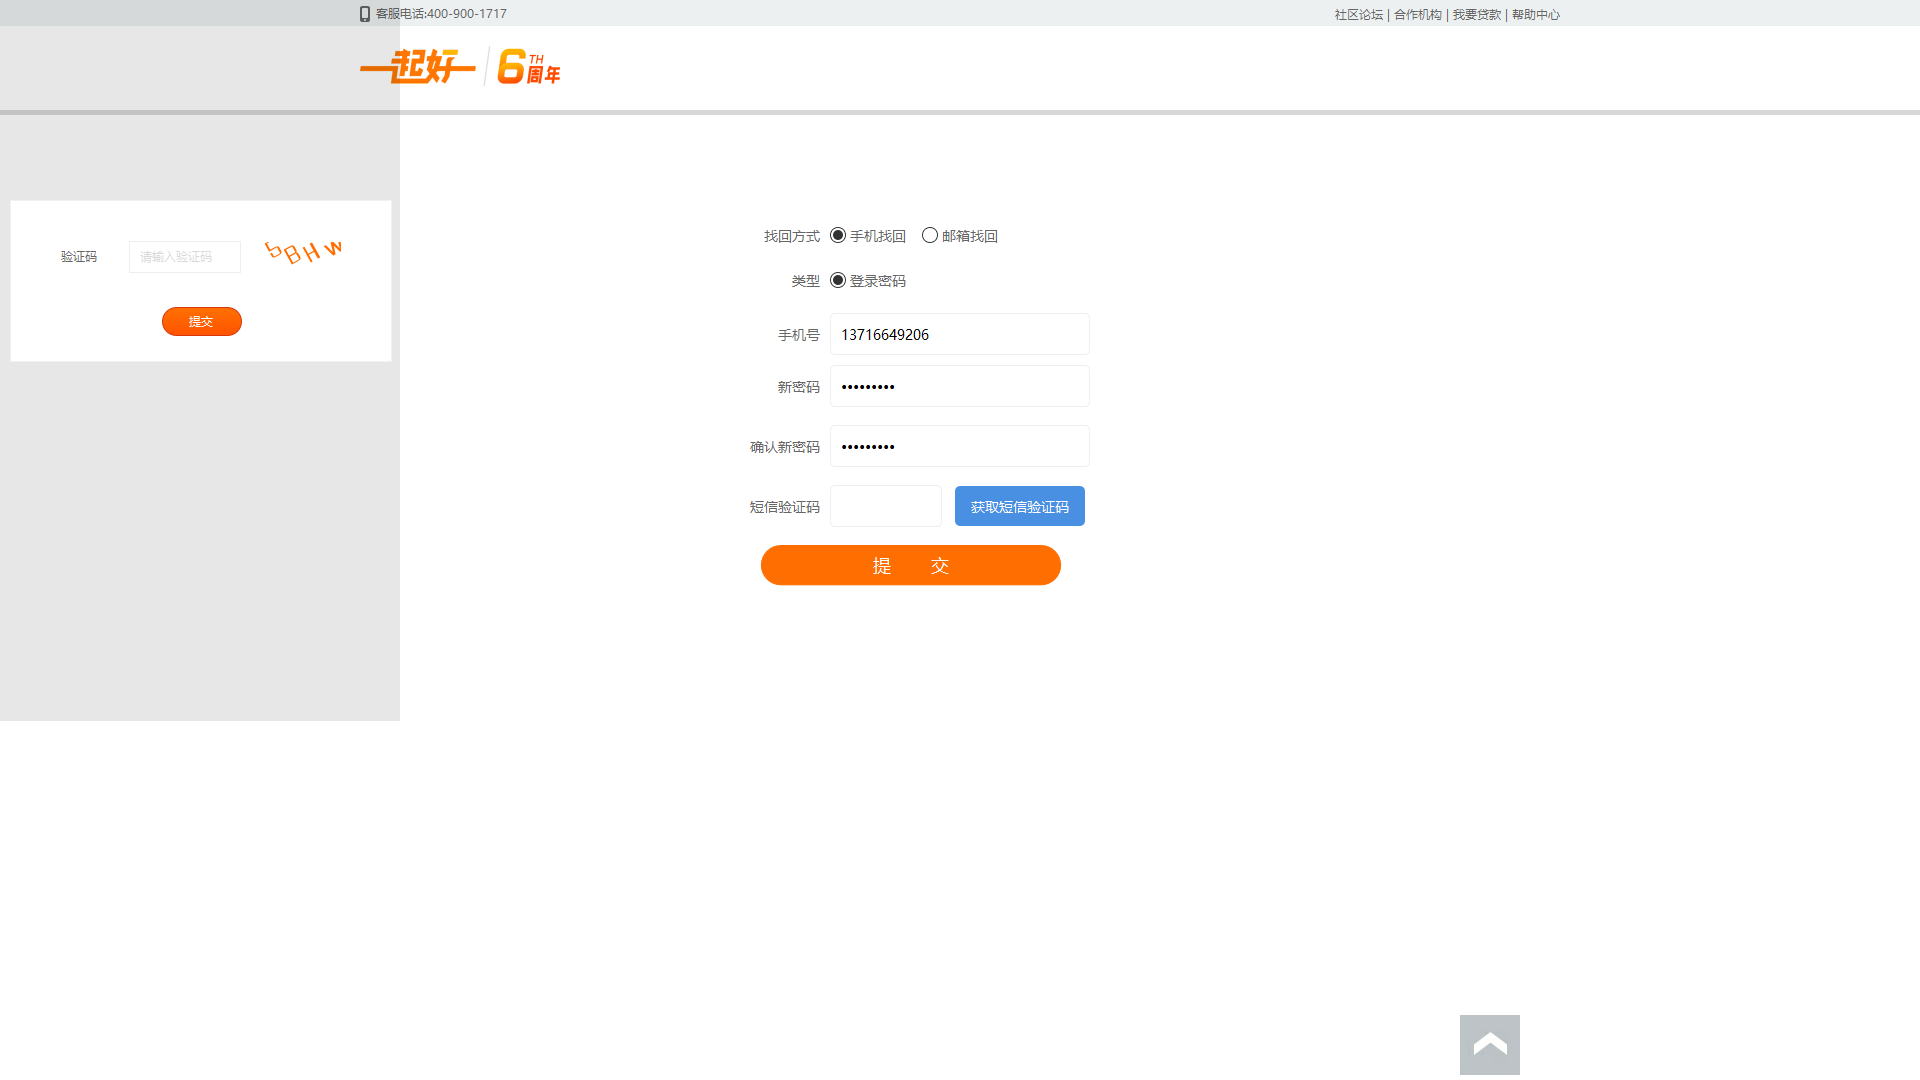 客服电话:400-900-1717
社区论坛 | 合作机构 | 我要贷款 | 帮助中心
一起好 6TH周年
找回方式 手机找回 邮箱找回
验证码 请输入验证码 5BHW
类型 登录密码
提交
手机号 13716649206
新密码 •••••••••
确认新密码 •••••••••
短信验证码 获取短信验证码
提 交